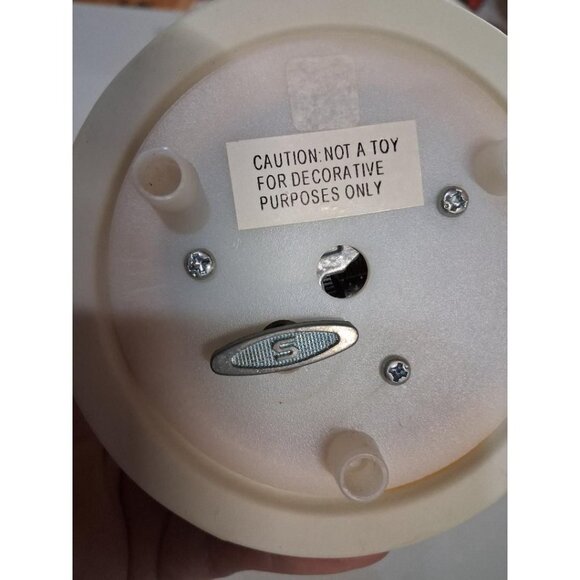 CAUTION: NOT A TOY
FOR DECORATIVE
PURPOSES ONLY
S